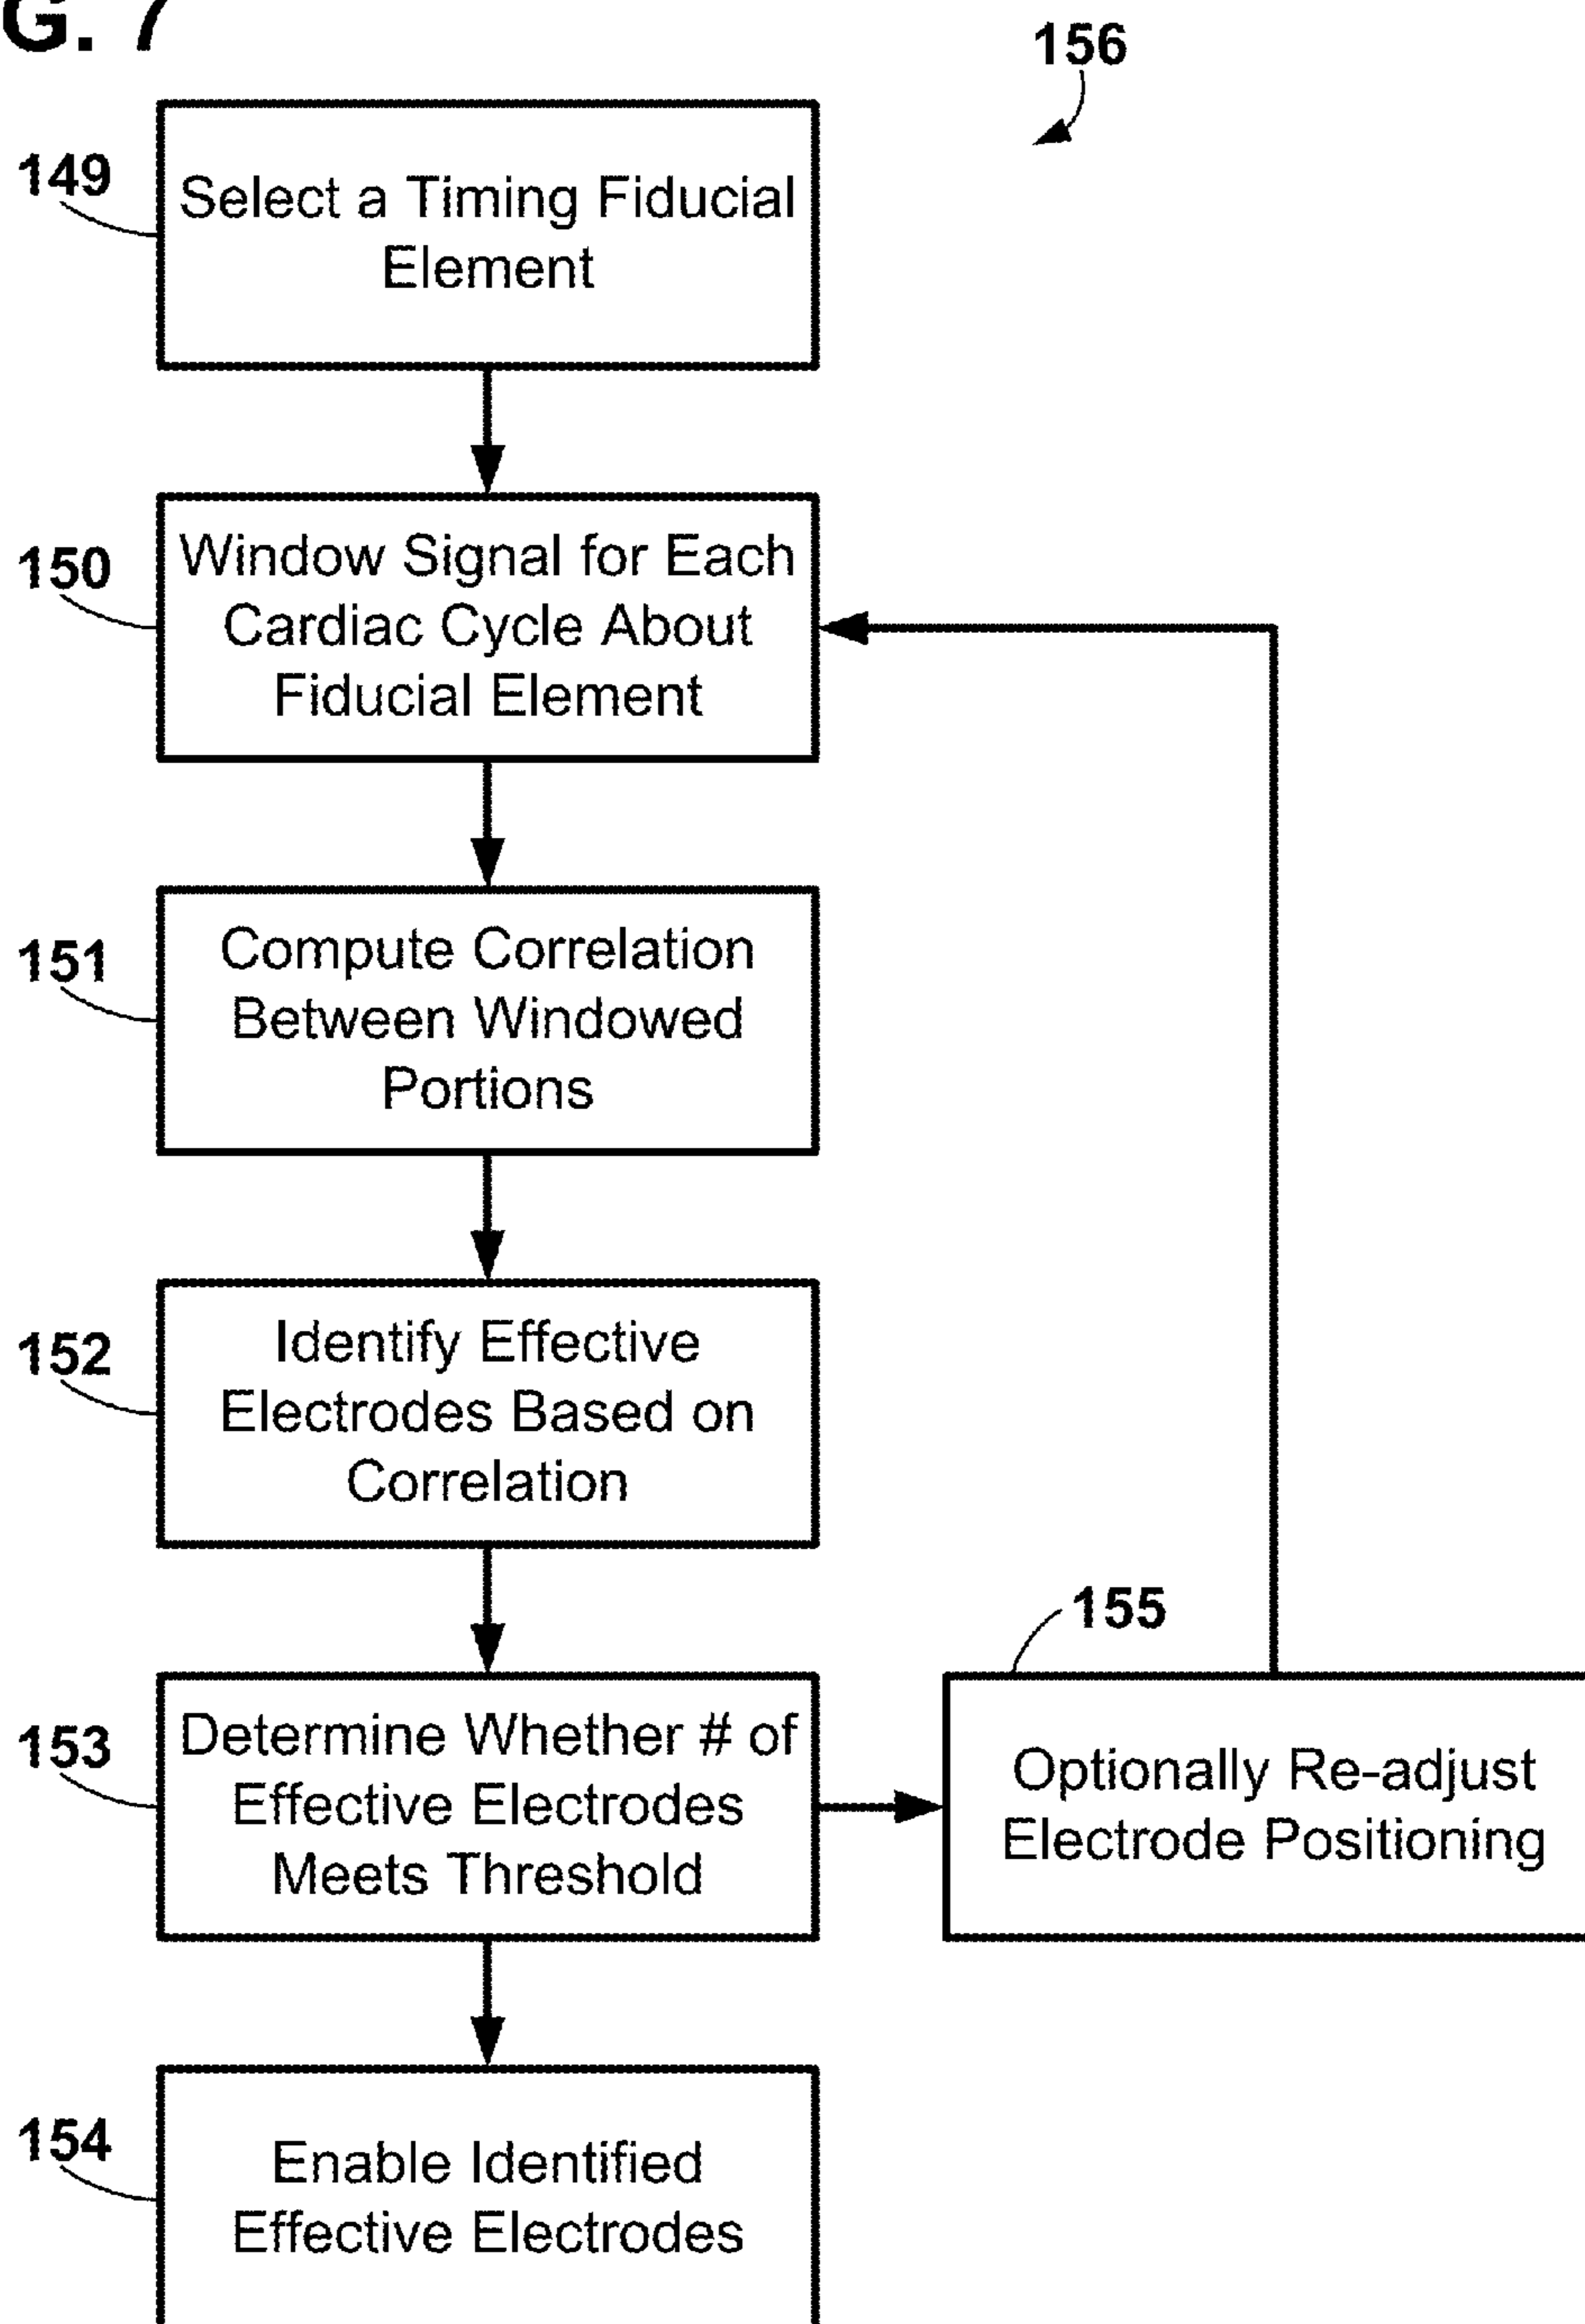 G. 7
156
149
Select a Timing Fiducial
Element
150
Window Signal for Each
Cardiac Cycle About
Fiducial Element
151
Compute Correlation
Between Windowed
Portions
152
Identify Effective
Electrodes Based on
Correlation
153
Determine Whether # of
Effective Electrodes
Meets Threshold
155
Optionally Re-adjust
Electrode Positioning
154
Enable Identified
Effective Electrodes